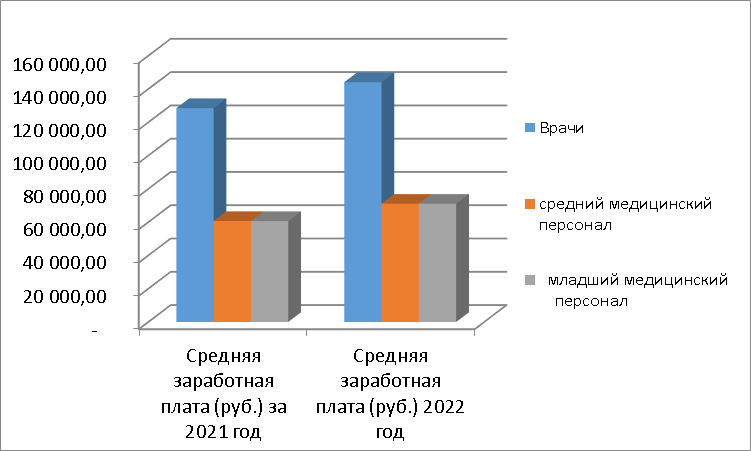 160 000,00
140 000,00
120 000,00
100 000,00
80 000,00
60 000,00
40 000,00
20 000,00
-
Средняя
заработная
плата (руб.) за
2021 год
Средняя
заработная
плата (руб.) 2022
год
Врачи
средний медицинский
персонал
младший медицинский
персонал